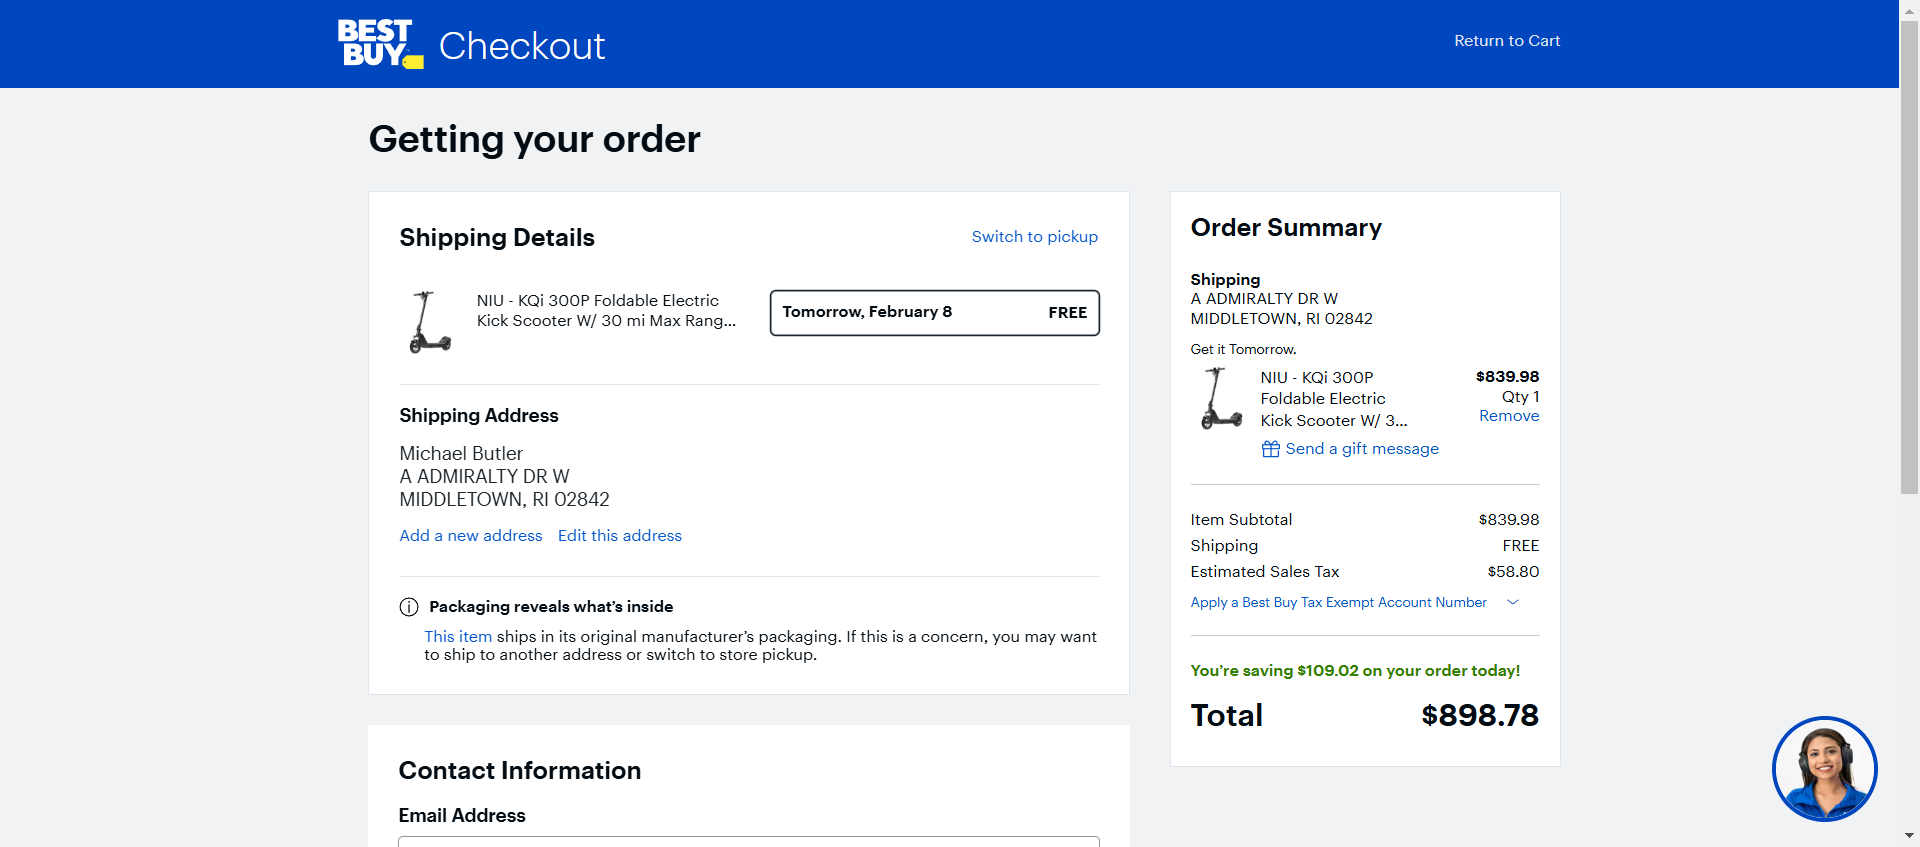 BEST
BUY
Checkout
Return to Cart
Getting your order
Shipping Details
Switch to pickup
NIU - KQi 300P Foldable Electric
Kick Scooter W/ 30 mi Max Rang...
Tomorrow, February 8
FREE
Shipping Address
Michael Butler
A ADMIRALTY DR W
MIDDLETOWN, RI 02842
Add a new address
Edit this address
Packaging reveals what's inside
This item ships in its original manufacturer's packaging. If this is a concern, you may want
to ship to another address or switch to store pickup.
Contact Information
Email Address
Order Summary
Shipping
A ADMIRALTY DR W
MIDDLETOWN, RI 02842
Get it Tomorrow.
NIU - KQi 300P
Foldable Electric
Kick Scooter W/ 3...
$839.98
Qty 1
Remove
Send a gift message
Item Subtotal $839.98
Shipping FREE
Estimated Sales Tax $58.80
Apply a Best Buy Tax Exempt Account Number
You're saving $109.02 on your order today!
Total $898.78